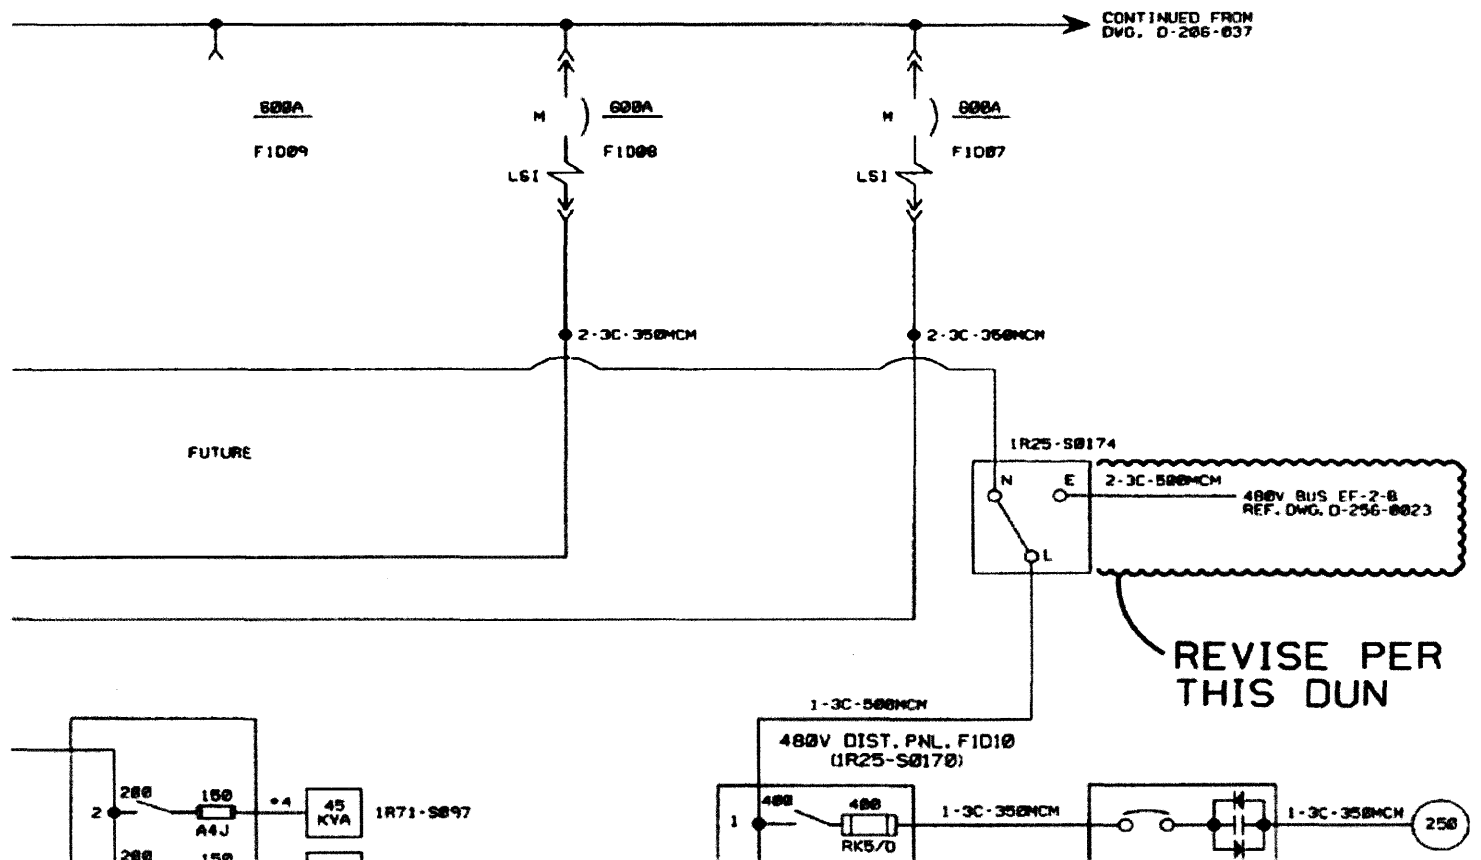 CONTINUED FROM
DWG. D-206-037
600A
M
600A
M
800A
F1D09
F1D08
F1D07
LSI
LSI
2-3C-350MCM
2-3C-350MCM
FUTURE
1R25-S0174
N
E
2-3C-500MCM
480V BUS EF-2-B
REF. DWG. D-256-0023
L
REVISE PER
THIS DUN
1-3C-500MCM
480V DIST. PNL. F1D10
(1R25-S0170)
2
200
150
A4J
*4
45
KVA
1R71-S097
1
400
400
RK5/D
1-3C-350MCM
1-3C-350MCM
250
200
150